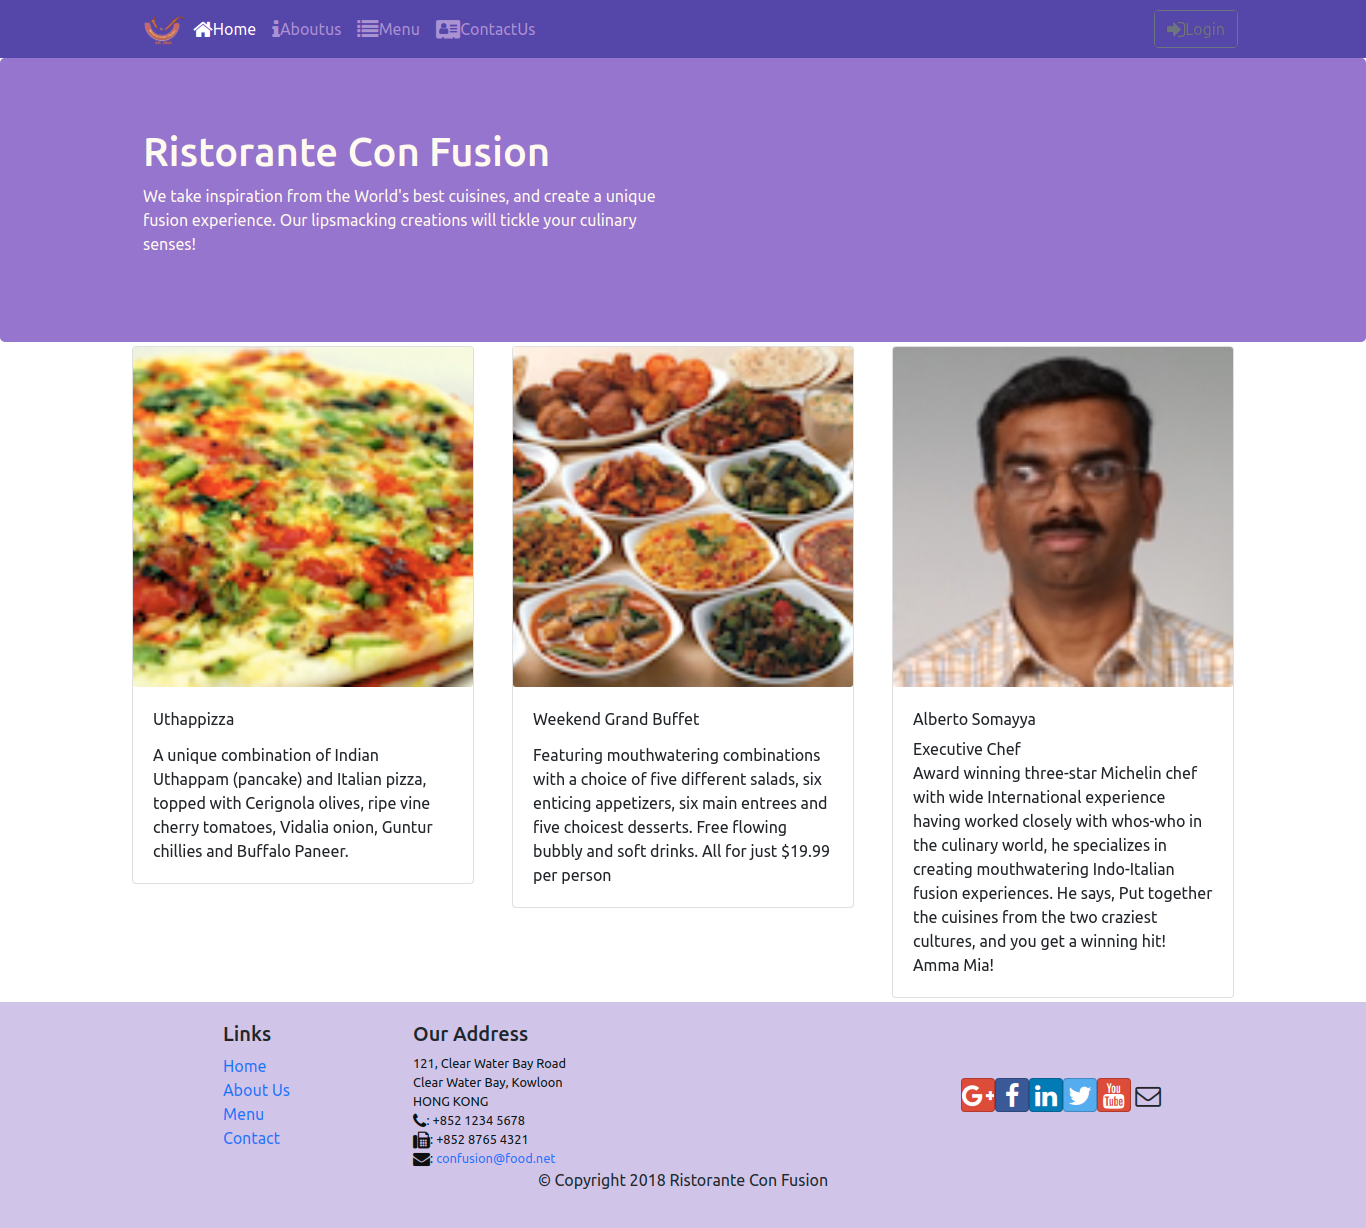 Home Aboutus Menu ContactUs Login
Ristorante Con Fusion
We take inspiration from the World's best cuisines, and create a unique
fusion experience. Our lipsmacking creations will tickle your culinary
senses!
Uthappizza
A unique combination of Indian
Uthappam (pancake) and Italian pizza,
topped with Cerignola olives, ripe vine
cherry tomatoes, Vidalia onion, Guntur
chillies and Buffalo Paneer.
Weekend Grand Buffet
Featuring mouthwatering combinations
with a choice of five different salads, six
enticing appetizers, six main entrees and
five choicest desserts. Free flowing
bubbly and soft drinks. All for just $19.99
per person
Alberto Somayya
Executive Chef
Award winning three-star Michelin chef
with wide International experience
having worked closely with whos-who in
the culinary world, he specializes in
creating mouthwatering Indo-Italian
fusion experiences. He says, Put together
the cuisines from the two craziest
cultures, and you get a winning hit!
Amma Mia!
Links
Home
About Us
Menu
Contact
Our Address
121, Clear Water Bay Road
Clear Water Bay, Kowloon
HONG KONG
: +852 1234 5678
: +852 8765 4321
: confusion@food.net
G+ f in You Tube
© Copyright 2018 Ristorante Con Fusion